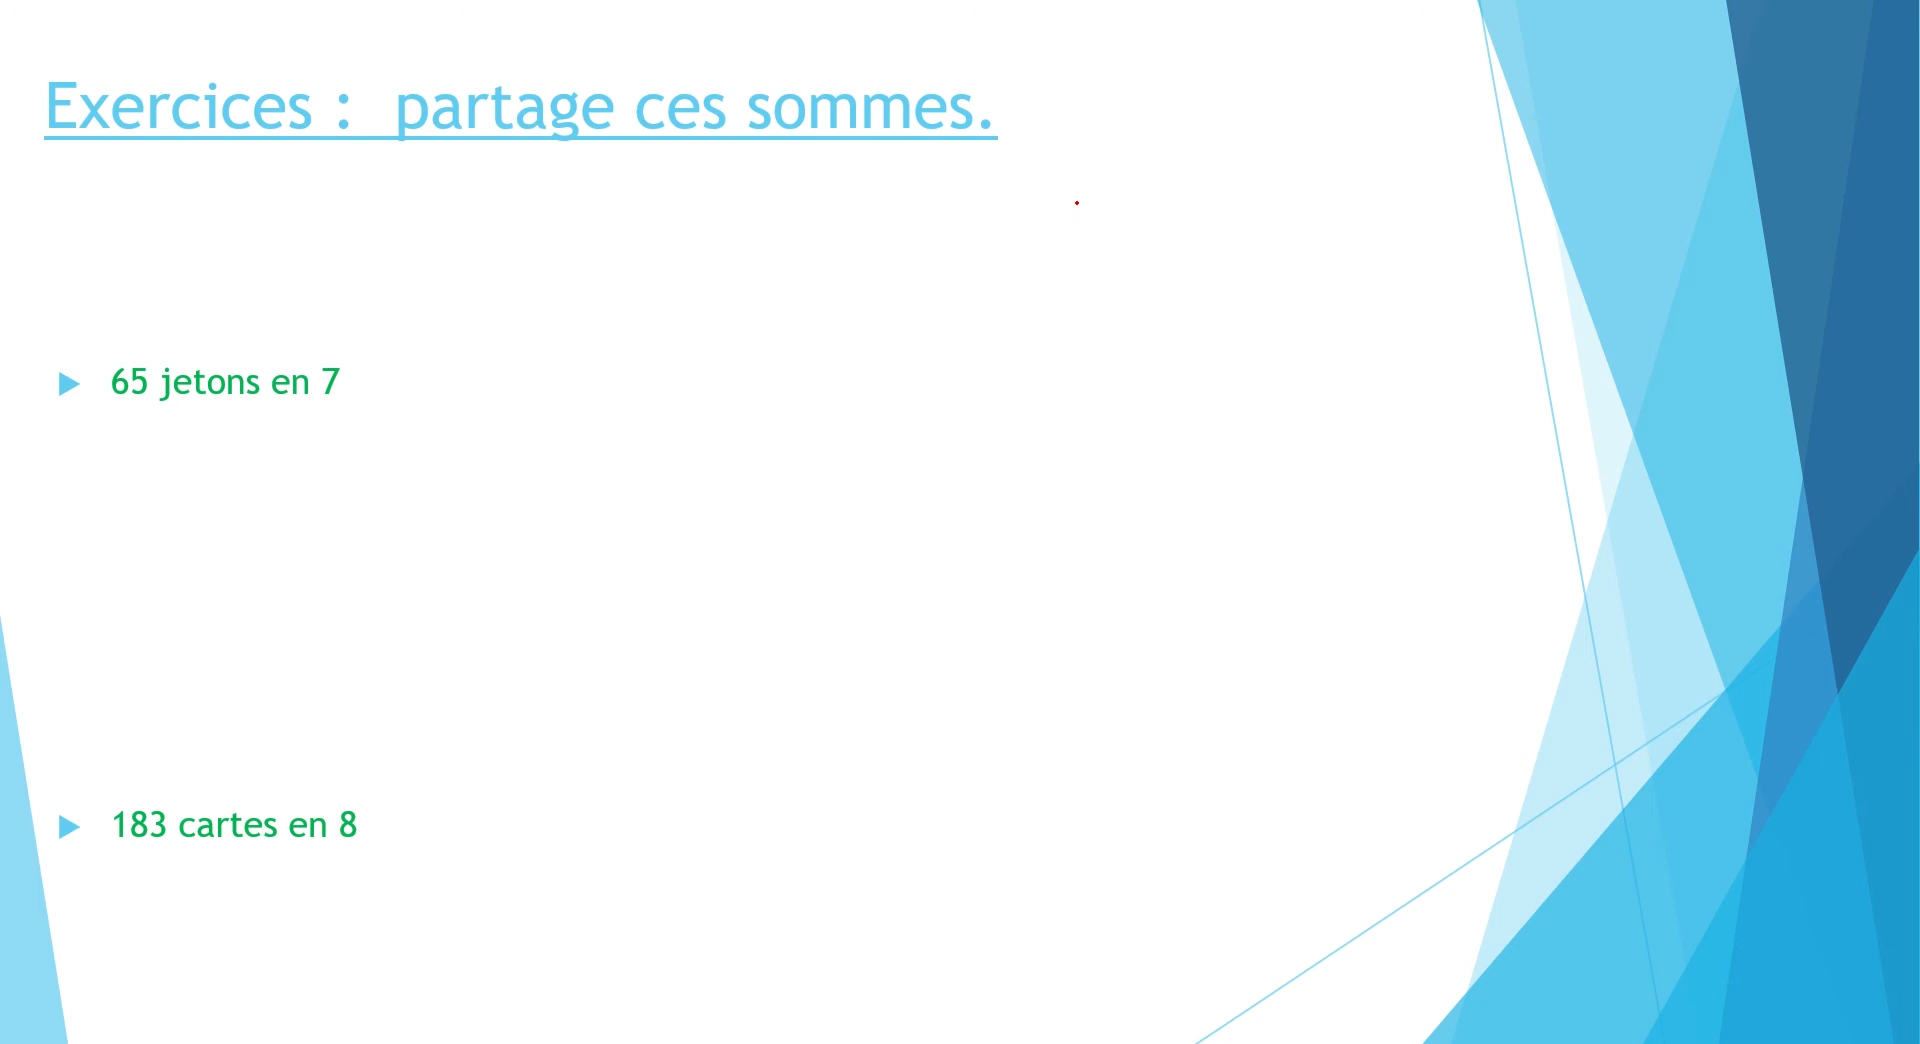 Exercices :  partage ces sommes.
65 jetons en 7
183 cartes en 8